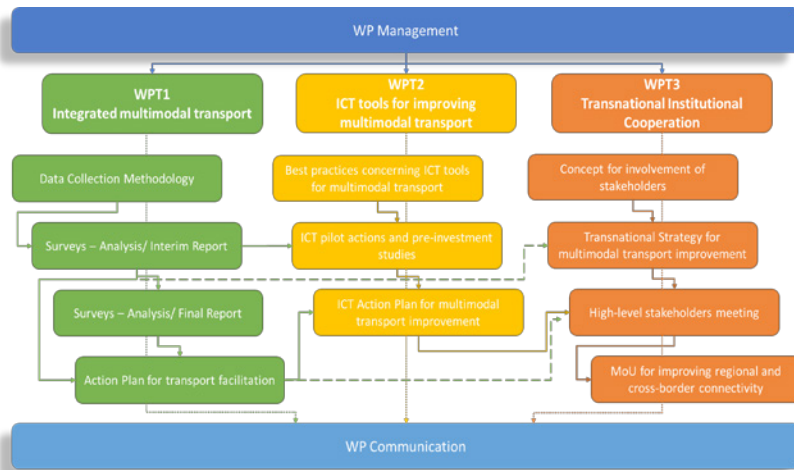 WP Management
WPT1
Integrated multimodal transport
WPT2
ICT tools for improving
multimodal transport
WPT3
Transnational Institutional
Cooperation
Data Collection Methodology
Best practices concerning ICT tools
for multimodal transport
Concept for involvement of
stakeholders
Surveys – Analysis/ Interim Report
ICT pilot actions and pre-investment
studies
Transnational Strategy for
multimodal transport improvement
Surveys – Analysis/ Final Report
ICT Action Plan for multimodal
transport improvement
High-level stakeholders meeting
Action Plan for transport facilitation
MoU for improving regional and
cross-border connectivity
WP Communication